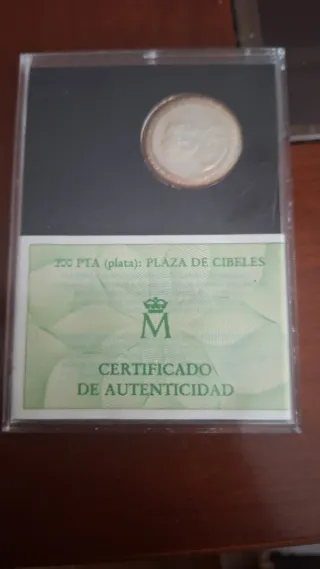 200 PTA (plata): PLAZA DE CIBELES
M
CERTIFICADO
DE AUTENTICIDAD